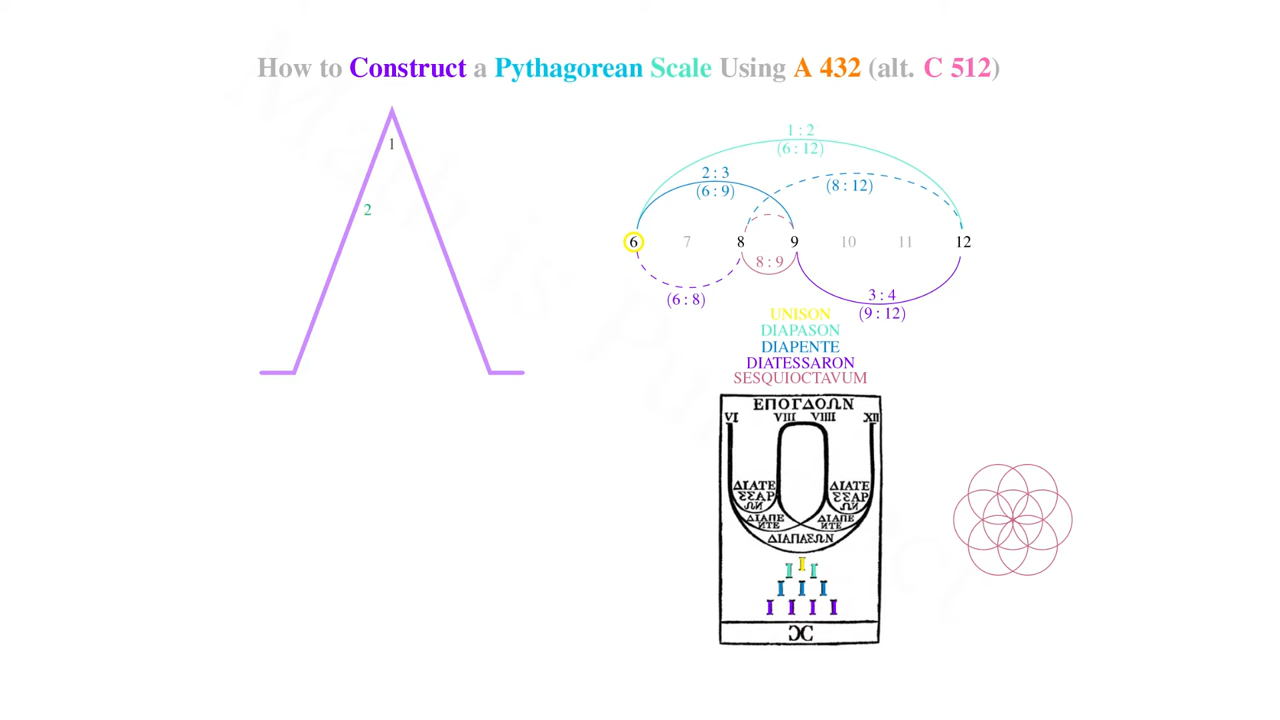 How to Construct a Pythagorean Scale Using A 432 (alt. C 512)
1
2
1 : 2
(6 : 12)
2 : 3
(6 : 9)
(8 : 12)
6 7 8 9 10 11 12
8 : 9
(6 : 8)
3 : 4
(9 : 12)
UNISON
DIAPASON
DIAPENTE
DIATESSARON
SESQUIOCTAVUM
ΕΠΟΓΔΟΩΝ
VI VIII VIIII XII
ΔΙΑΤΕ ΔΙΑΤΕ
ΣΣΑΡ ΣΣΑΡ
ΩΝ ΩΝ
ΔΙΑΠΕ ΔΙΑΠΕ
ΝΤΕ ΝΤΕ
ΔΙΑΠΑΣΩΝ
I
I I
I I I
I I I I
ƆC